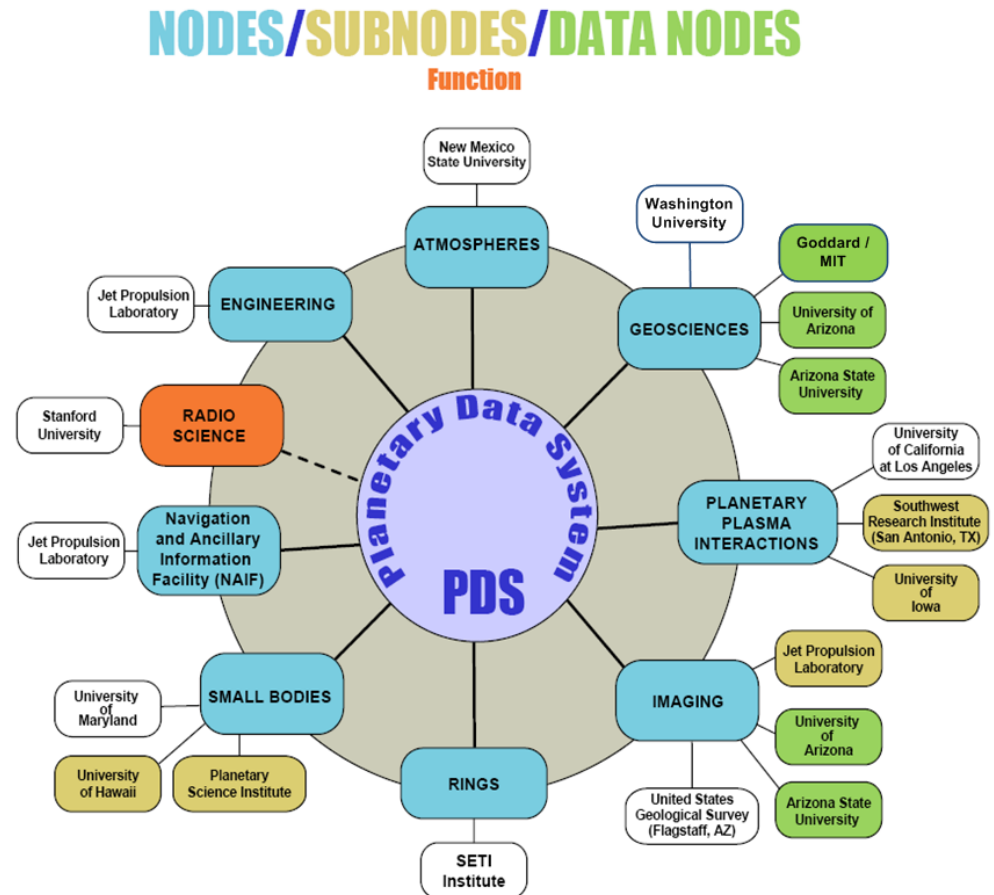 NODES/SUBNODES/DATA NODES
Function
New Mexico
State University
ATMOSPHERES
Washington
University
Goddard /
MIT
University of
Arizona
Arizona State
University
GEOSCIENCES
Jet Propulsion
Laboratory
ENGINEERING
Stanford
University
RADIO
SCIENCE
Planetary Data System
PDS
University
of California
at Los Angeles
Southwest
Research Institute
(San Antonio, TX)
University
of
Iowa
PLANETARY
PLASMA
INTERACTIONS
Jet Propulsion
Laboratory
Navigation
and Ancillary
Information
Facility (NAIF)
Jet Propulsion
Laboratory
University
of
Arizona
Arizona State
University
IMAGING
United States
Geological Survey
(Flagstaff, AZ)
SMALL BODIES
University
of
Maryland
University
of Hawaii
Planetary
Science Institute
RINGS
SETI
Institute